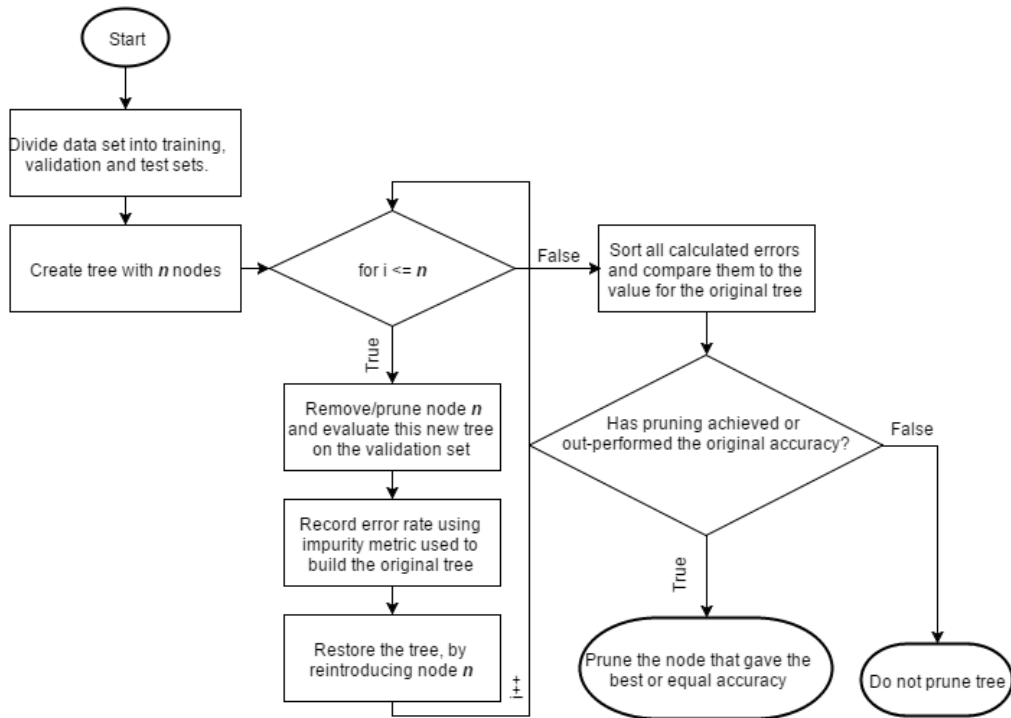 Start
Divide data set into training,
validation and test sets.
Create tree with n nodes
for i <= n
False
True
Remove/prune node n
and evaluate this new tree
on the validation set
Record error rate using
impurity metric used to
build the original tree
Restore the tree, by
reintroducing node n
i++
Sort all calculated errors
and compare them to the
value for the original tree
Has pruning achieved or
out-performed the original accuracy?
False
True
Prune the node that gave the
best or equal accuracy
Do not prune tree